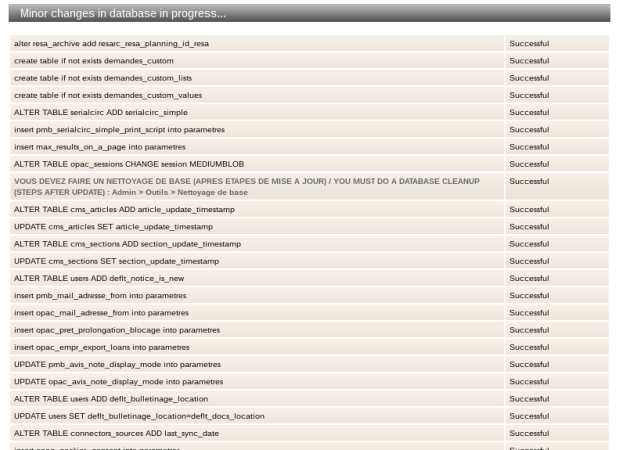 Minor changes in database in progress...
alter resa_archive add resarc_resa_planning_id_resa Successful
create table if not exists demandes_custom Successful
create table if not exists demandes_custom_lists Successful
create table if not exists demandes_custom_values Successful
ALTER TABLE serialcirc ADD serialcirc_simple Successful
insert pmb_serialcirc_simple_print_script into parametres Successful
insert max_results_on_a_page into parametres Successful
ALTER TABLE opac_sessions CHANGE session MEDIUMBLOB Successful
VOUS DEVEZ FAIRE UN NETTOYAGE DE BASE (APRES ETAPES DE MISE A JOUR) / YOU MUST DO A DATABASE CLEANUP Successful
(STEPS AFTER UPDATE) : Admin > Outils > Nettoyage de base
ALTER TABLE cms_articles ADD article_update_timestamp Successful
UPDATE cms_articles SET article_update_timestamp Successful
ALTER TABLE cms_sections ADD section_update_timestamp Successful
UPDATE cms_sections SET section_update_timestamp Successful
ALTER TABLE users ADD deflt_notice_is_new Successful
insert pmb_mail_adresse_from into parametres Successful
insert opac_mail_adresse_from into parametres Successful
insert opac_pret_prolongation_blocage into parametres Successful
insert opac_empr_export_loans into parametres Successful
UPDATE pmb_avis_note_display_mode into parametres Successful
UPDATE opac_avis_note_display_mode into parametres Successful
ALTER TABLE users ADD deflt_bulletinage_location Successful
UPDATE users SET deflt_bulletinage_location=deflt_docs_location Successful
ALTER TABLE connectors_sources ADD last_sync_date Successful
insert opac_cookies_consent into parametres Successful